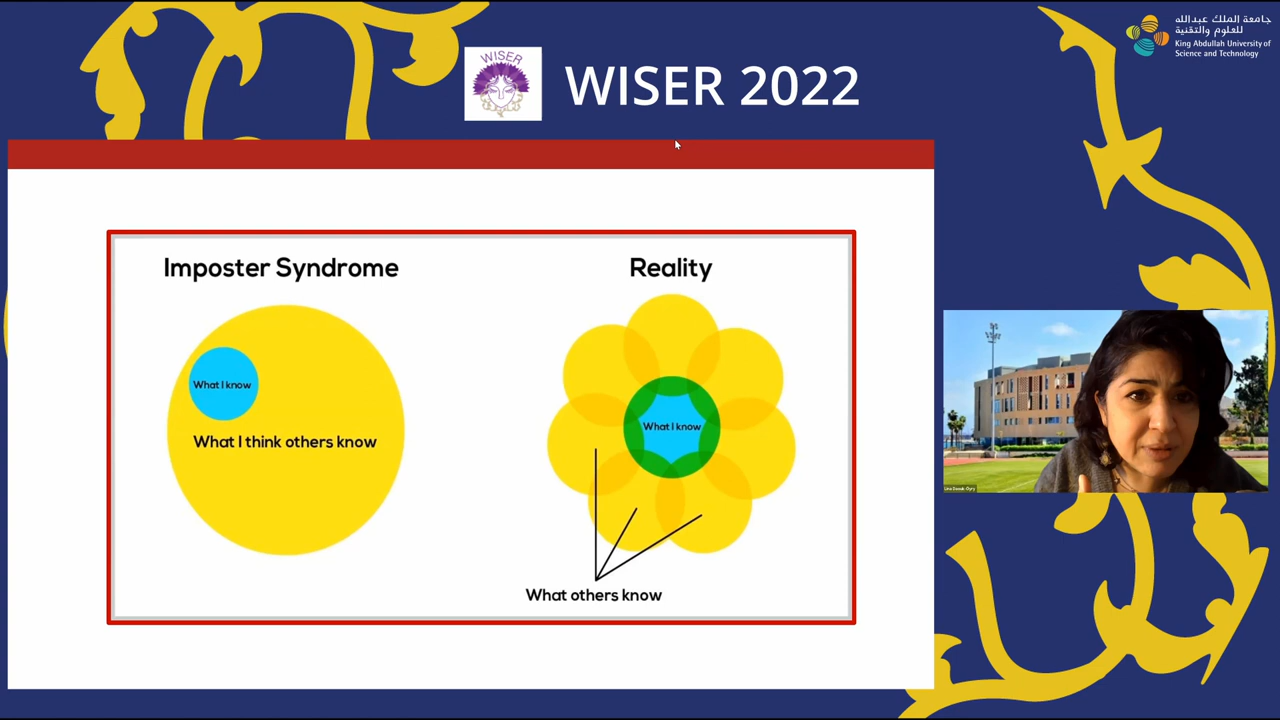 WISER
WISER 2022
جامعة الملك عبدالله
للعلوم والتقنية
King Abdullah University of
Science and Technology
Imposter Syndrome
What I know
What I think others know
Reality
What I know
What others know